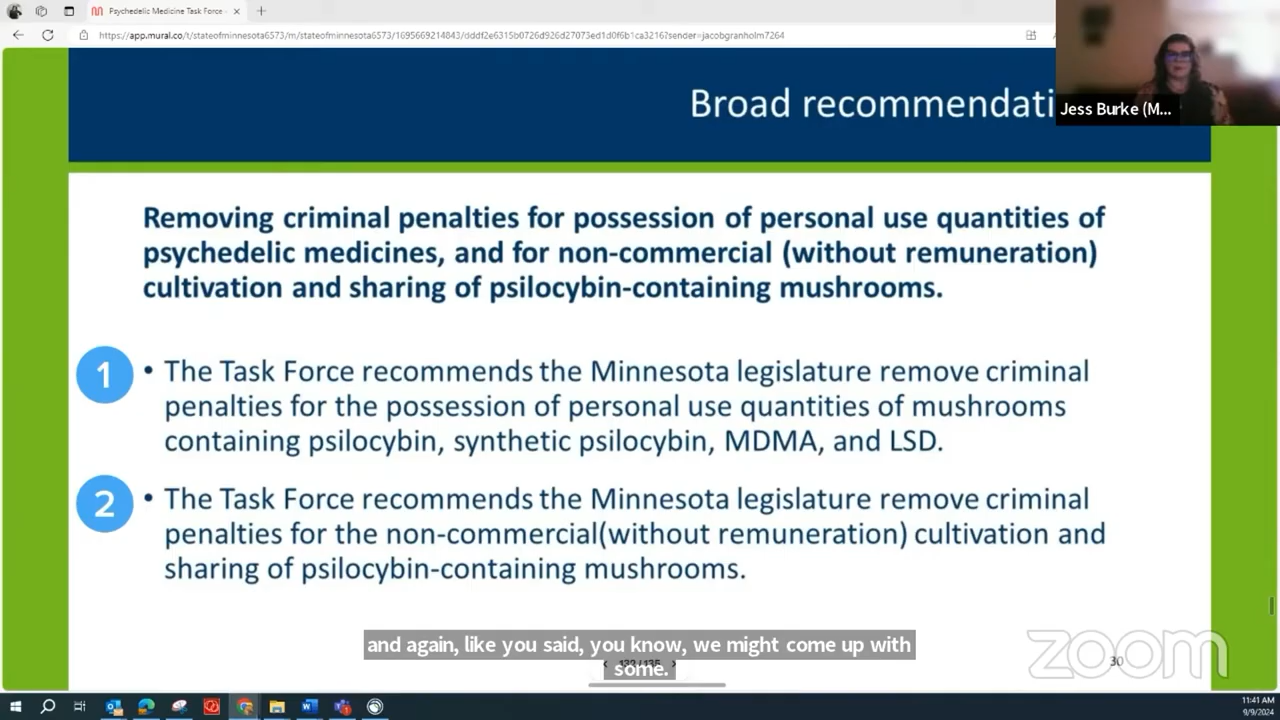 Psychedelic Medicine Task Force -
https://app.mural.co/t/stateofminnesota6573/m/stateofminnesota6573/1695669214843/dddf2e6315b0726d926d27073ed1d0f6b1ca3216?sender=jacobgranholm7264
Broad recommendati
Jess Burke (M...
Removing criminal penalties for possession of personal use quantities of
psychedelic medicines, and for non-commercial (without remuneration)
cultivation and sharing of psilocybin-containing mushrooms.
1
• The Task Force recommends the Minnesota legislature remove criminal
penalties for the possession of personal use quantities of mushrooms
containing psilocybin, synthetic psilocybin, MDMA, and LSD.
2
• The Task Force recommends the Minnesota legislature remove criminal
penalties for the non-commercial(without remuneration) cultivation and
sharing of psilocybin-containing mushrooms.
and again, like you said, you know, we might come up with
some.
zoom
30
11:41 AM
9/9/2024